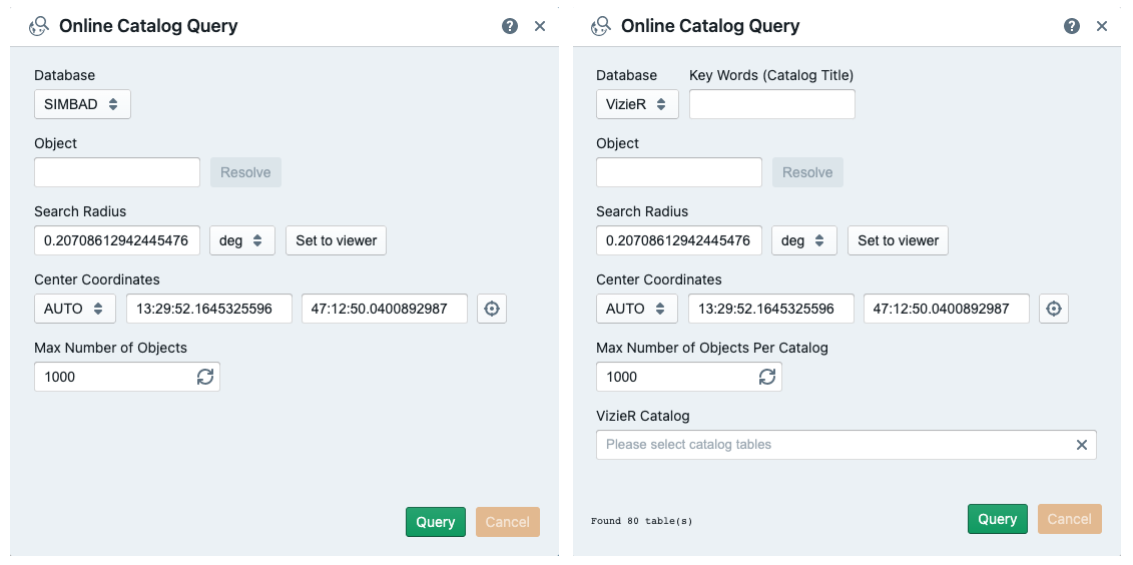 Online Catalog Query
Database
SIMBAD
Object
Resolve
Search Radius
0.20708612942445476 deg Set to viewer
Center Coordinates
AUTO 13:29:52.1645325596 47:12:50.0400892987
Max Number of Objects
1000
Query Cancel
Online Catalog Query
Database Key Words (Catalog Title)
VizieR
Object
Resolve
Search Radius
0.20708612942445476 deg Set to viewer
Center Coordinates
AUTO 13:29:52.1645325596 47:12:50.0400892987
Max Number of Objects Per Catalog
1000
VizieR Catalog
Please select catalog tables
Found 80 table(s) Query Cancel